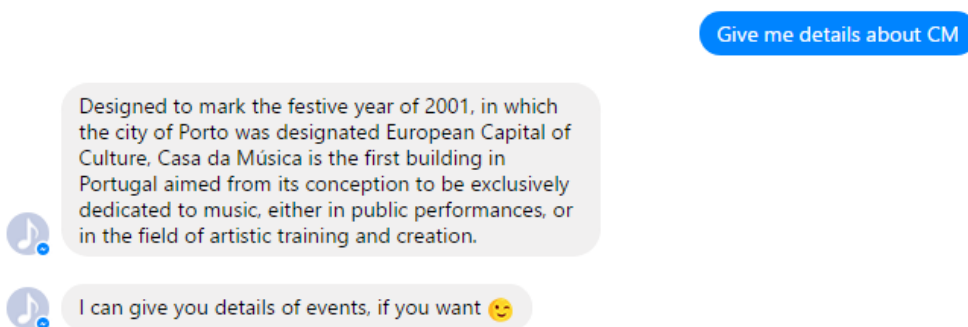 Give me details about CM
Designed to mark the festive year of 2001, in which
the city of Porto was designated European Capital of
Culture, Casa da Música is the first building in
Portugal aimed from its conception to be exclusively
dedicated to music, either in public performances, or
in the field of artistic training and creation.
I can give you details of events, if you want 😉